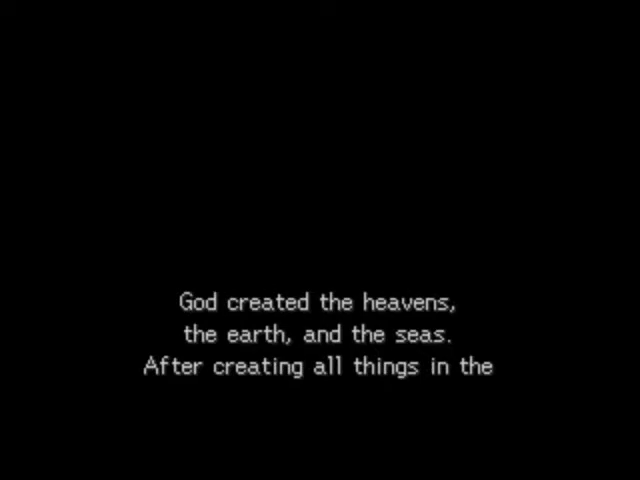 God created the heavens,
the earth, and the seas.
After creating all things in the